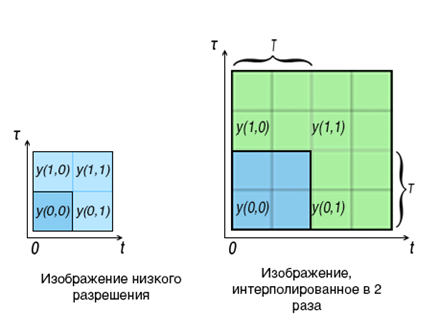 τ
y(1,0) y(1,1)
y(0,0) y(0,1)
0 t
Изображение низкого
разрешения
τ
T
y(1,0) y(1,1)
T
y(0,0) y(0,1)
0 t
Изображение,
интерполированное в 2
раза